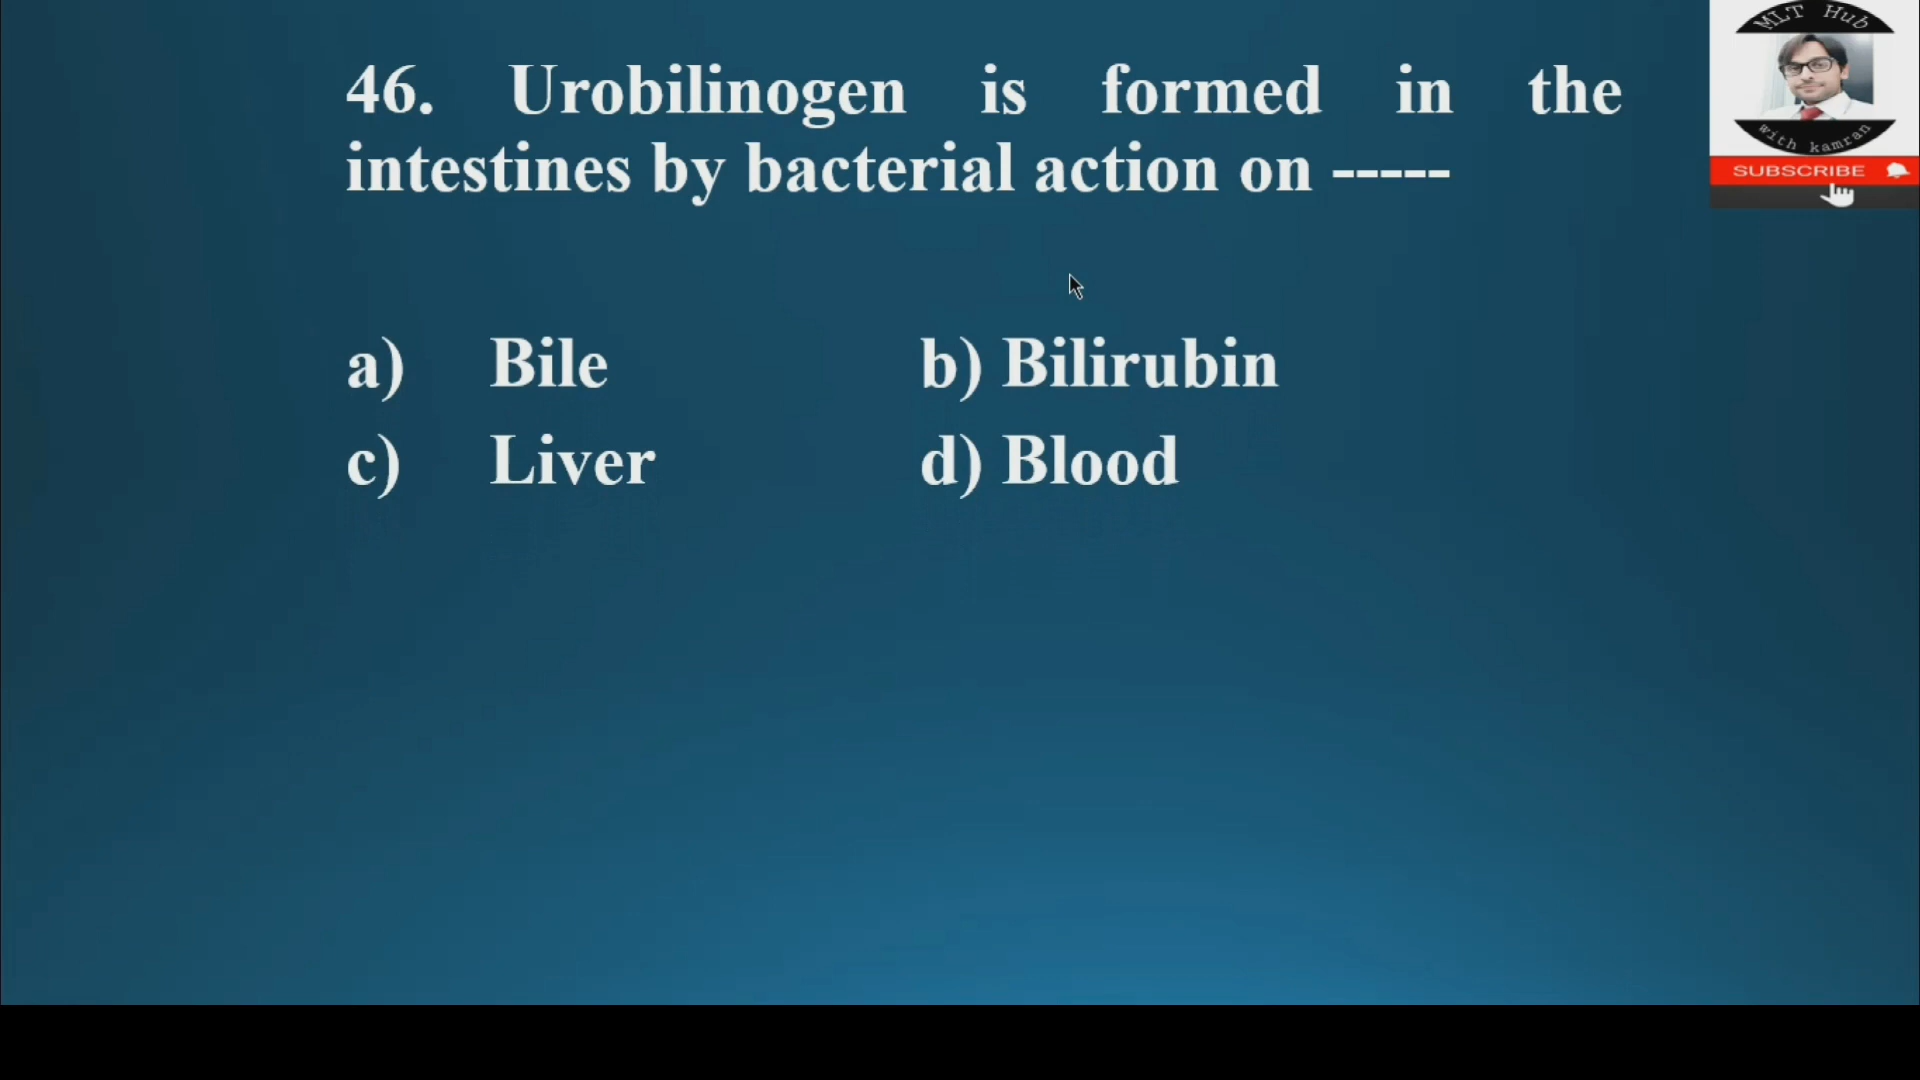 MLT Hub
with kamran
SUBSCRIBE
46. Urobilinogen is formed in the
intestines by bacterial action on -----
a) Bile b) Bilirubin
c) Liver d) Blood